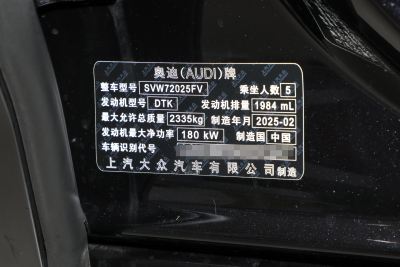 奥迪(AUDI)牌
整车型号 SVW72025FV 乘坐人数 5
发动机型号 DTK 发动机排量 1984 mL
最大允许总质量 2335kg 制造年月 2025-02
发动机最大净功率 180 kW 制造国 中国
车辆识别代号
上汽大众汽车有限公司制造